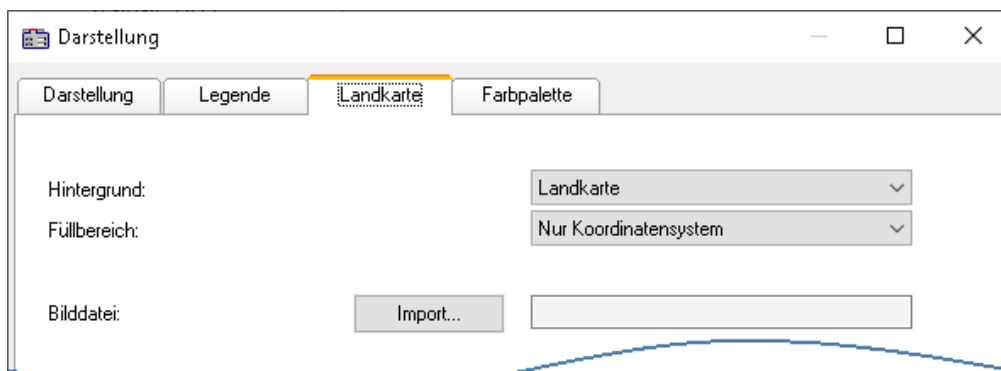 Darstellung
Darstellung Legende Landkarte Farbpalette
Hintergrund: Landkarte
Füllbereich: Nur Koordinatensystem
Bilddatei: Import...